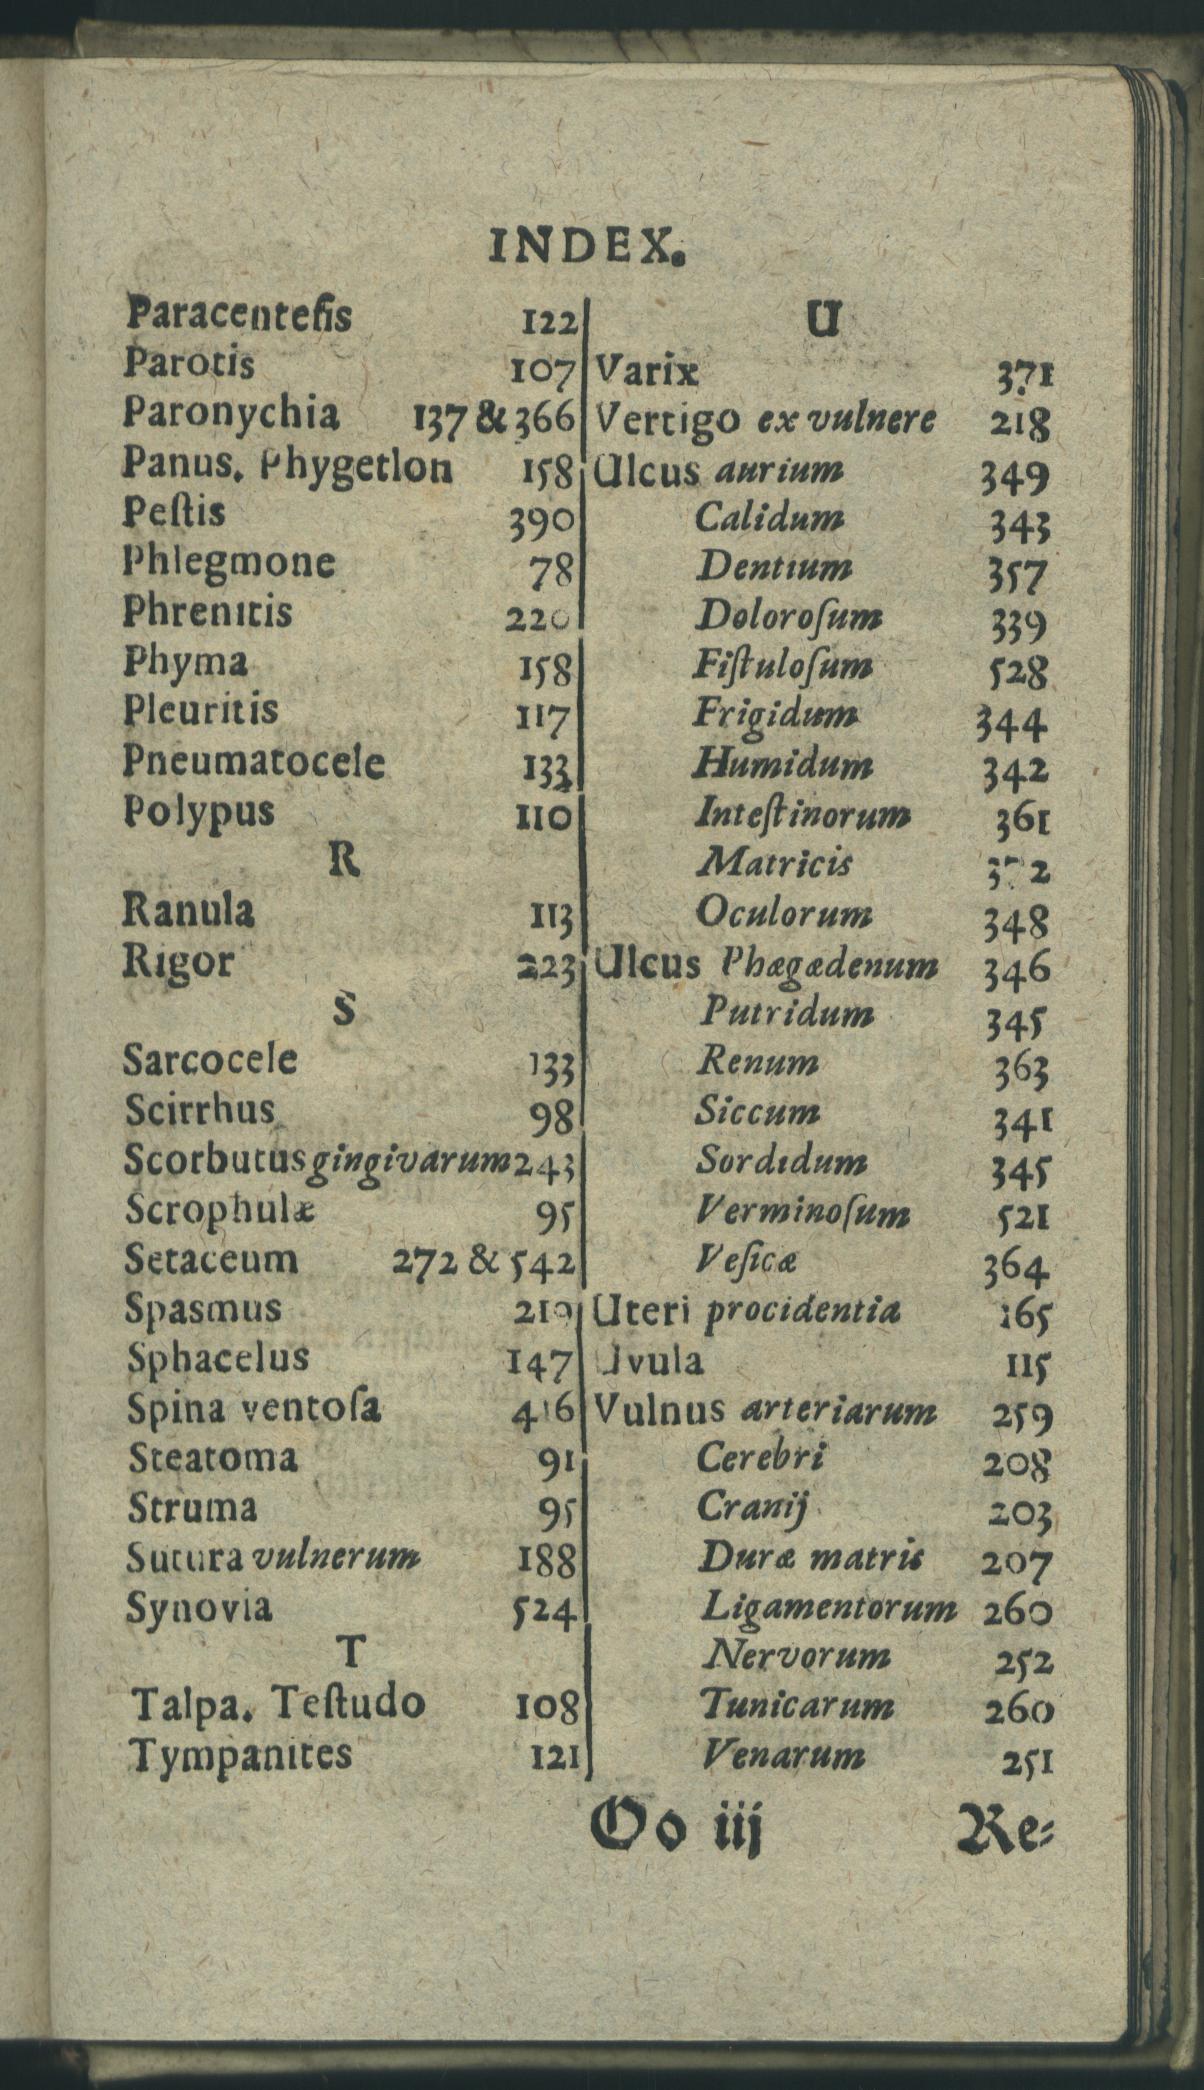 INDEX.
Paracenteſis 122
Parotis 107
Paronychia 137 & 366
Panus. Phygetlon 158
Peſtis 390
Phlegmone 78
Phrenitis 220
Phyma 158
Pleuritis 117
Pneumatocele 133
Polypus 110
R
Ranula 113
Rigor 223
S
Sarcocele 133
Scirrhus 98
Scorbutus gingivarum 243
Scrophulæ 95
Setaceum 272 & 542
Spasmus 219
Sphacelus 147
Spina ventoſa 416
Steatoma 91
Struma 95
Sutura vulnerum 188
Synovia 524
T
Talpa. Teſtudo 108
Tympanites 121
U
Varix 371
Vertigo ex vulnere 218
Ulcus aurium 349
Calidum 343
Dentium 357
Doloroſum 339
Fiſtuloſum 528
Frigidum 344
Humidum 342
Inteſtinorum 361
Matricis
Oculorum 348
Ulcus Phægædenum 346
Putridum 345
Renum 363
Siccum 341
Sordidum 345
Verminoſum 521
Veſicæ 364
Uteri procidentia 165
Uvula 115
Vulnus arteriarum 259
Cerebri 208
Cranij 203
Duræ matris 207
Ligamentorum 260
Nervorum 252
Tunicarum 260
Venarum 251
Oo iij Re⸗